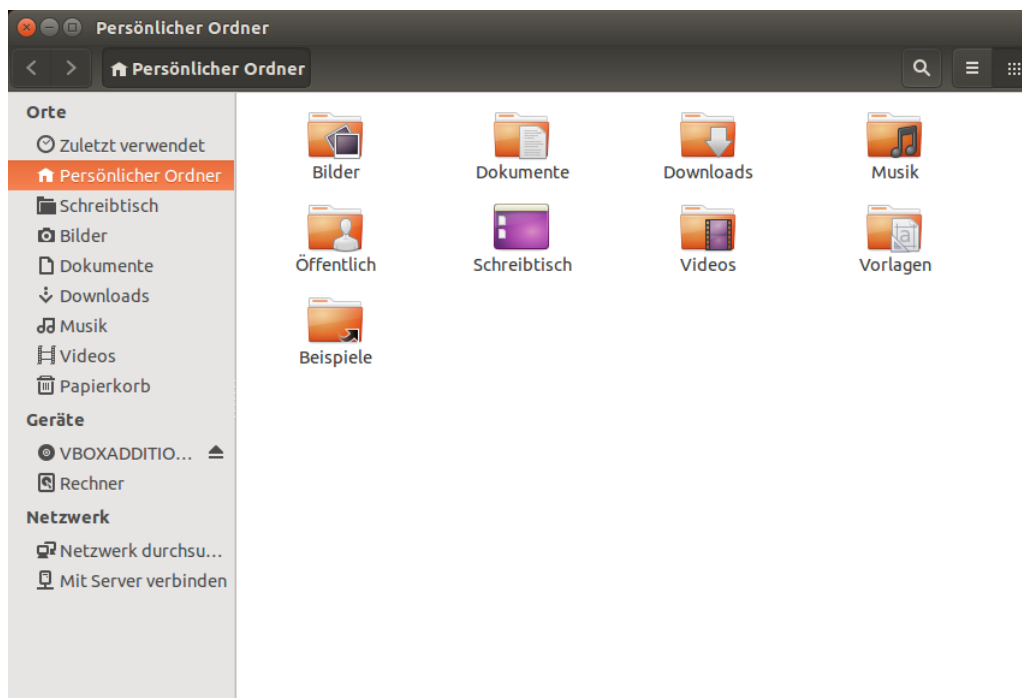 Persönlicher Ordner
Persönlicher Ordner
Orte
Zuletzt verwendet
Persönlicher Ordner
Schreibtisch
Bilder
Dokumente
Downloads
Musik
Videos
Papierkorb
Geräte
VBOXADDITIO...
Rechner
Netzwerk
Netzwerk durchsu...
Mit Server verbinden
Bilder Dokumente Downloads Musik
Öffentlich Schreibtisch Videos Vorlagen
Beispiele